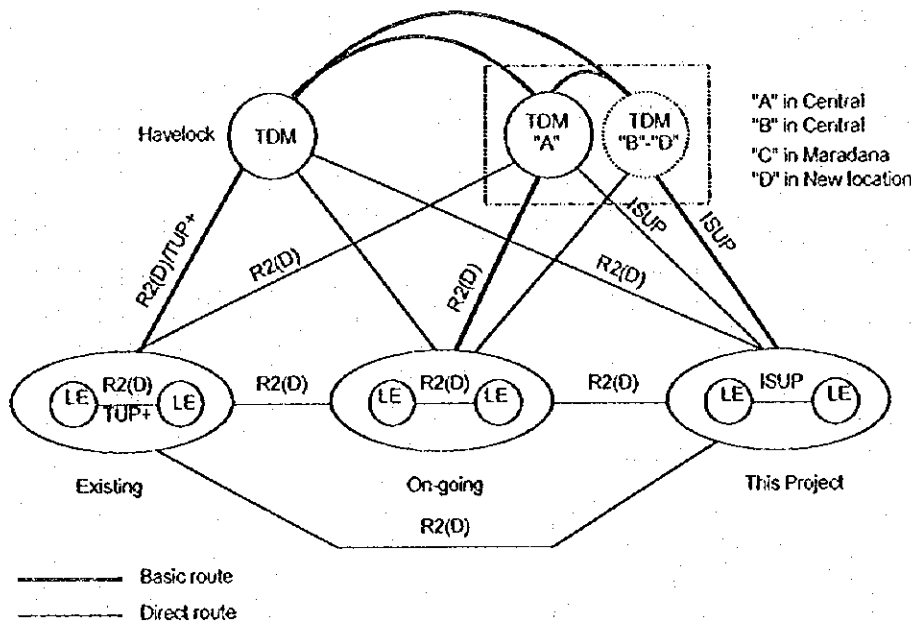 Havelock
TDM
TDM
"A"
TDM
"B"-"D"
"A" in Central
"B" in Central
"C" in Maradana
"D" in New location
R2(D)/TUP+
R2(D)
R2(D)
ISUP
R2(D)
ISUP
LE
R2(D)
TUP+
LE
R2(D)
LE
R2(D)
LE
R2(D)
LE
ISUP
LE
Existing
On-going
This Project
R2(D)
Basic route
Direct route